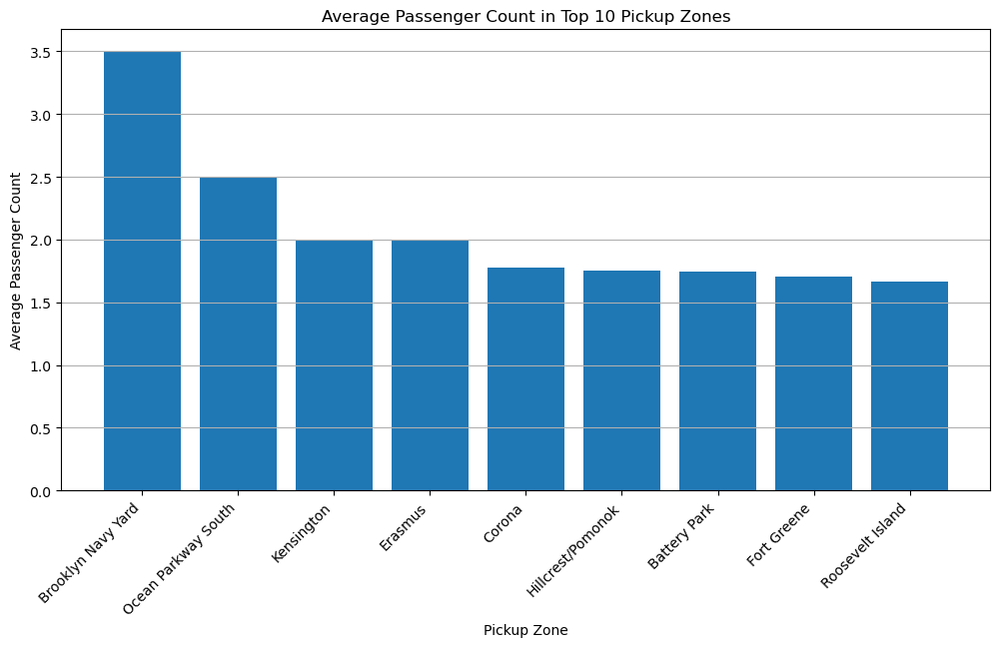 Average Passenger Count in Top 10 Pickup Zones
Average Passenger Count
3.5
3.0
2.5
2.0
1.5
1.0
0.5
0.0
Brooklyn Navy Yard
Ocean Parkway South
Kensington
Erasmus
Corona
Hillcrest/Pomonok
Battery Park
Fort Greene
Roosevelt Island
Pickup Zone